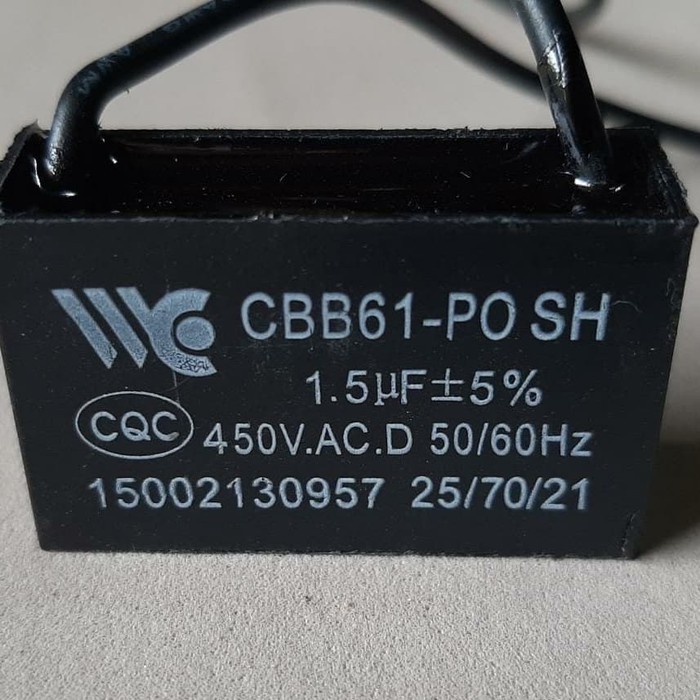 CBB61-PO SH
1.5µF±5%
CQC 450V.AC.D 50/60Hz
15002130957 25/70/21